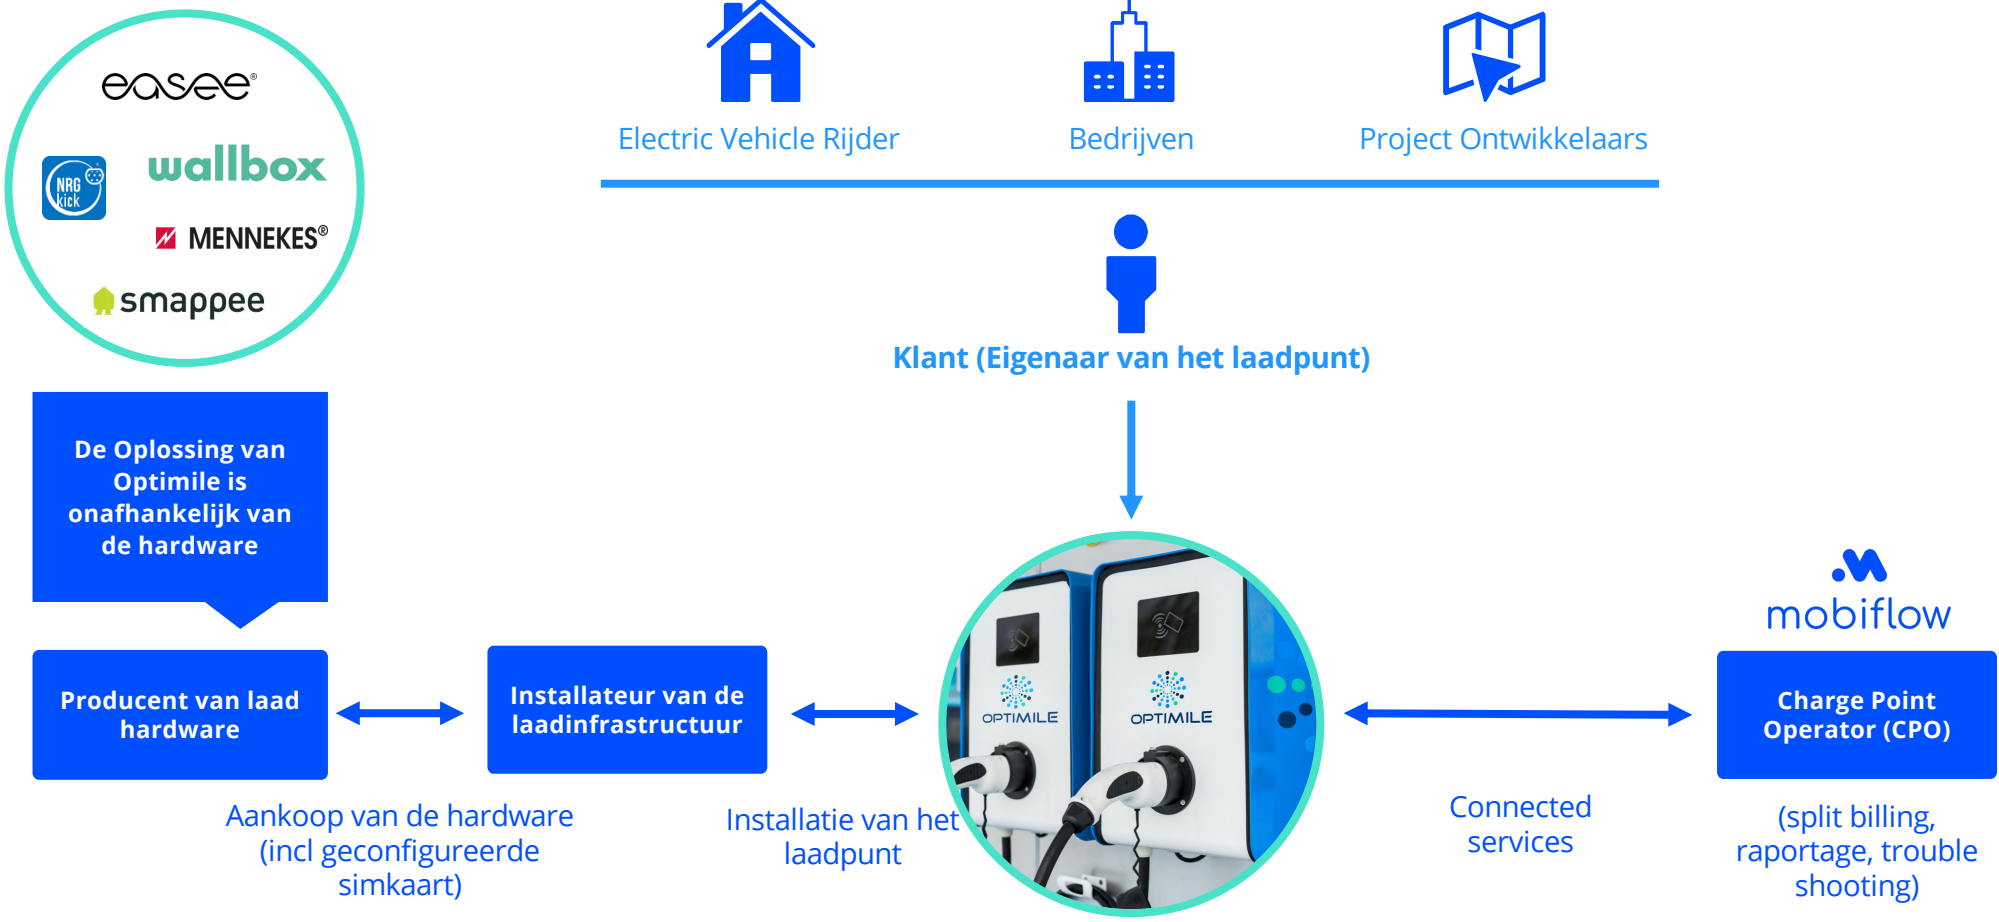 easee®
NRG
kick
wallbox
MENNEKES®
smappee
Electric Vehicle Rijder
Bedrijven
Project Ontwikkelaars
Klant (Eigenaar van het laadpunt)
De Oplossing van
Optimile is
onafhankelijk van
de hardware
Producent van laad
hardware
Aankoop van de hardware
(incl geconfigureerde
simkaart)
Installateur van de
laadinfrastructuur
Installatie van het
laadpunt
OPTIMILE
OPTIMILE
Connected
services
mobiflow
Charge Point
Operator (CPO)
(split billing,
raportage, trouble
shooting)